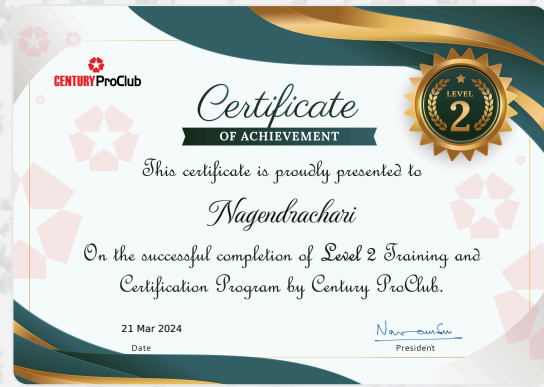 CENTURY ProClub
LEVEL
2
Certificate
OF ACHIEVEMENT
This certificate is proudly presented to
Nagendrachari
On the successful completion of Level 2 Training and
Certification Program by Century ProClub.
21 Mar 2024
Date
President